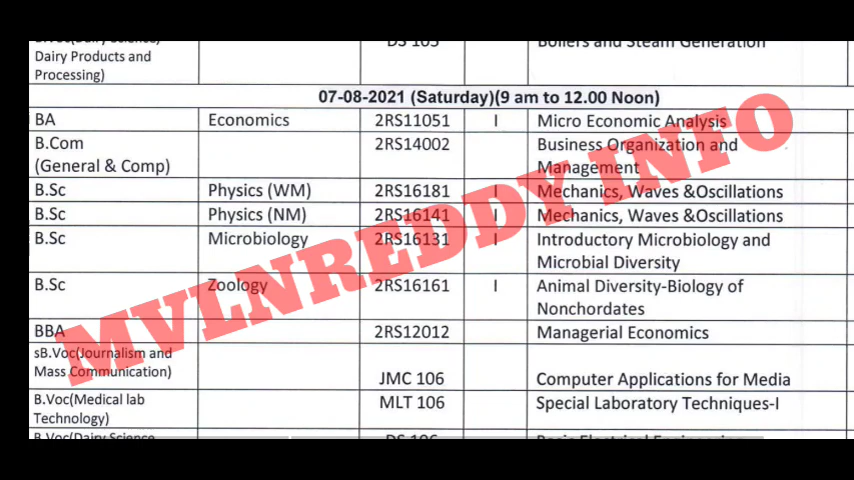 B.Voc(Dairy Science/
Dairy Products and
Processing)
DS 105
Boilers and Steam Generation
07-08-2021 (Saturday)(9 am to 12.00 Noon)
BA Economics 2RS11051 I Micro Economic Analysis
B.Com
(General & Comp)
2RS14002
Business Organization and
Management
B.Sc Physics (WM) 2RS16181 I Mechanics, Waves &Oscillations
B.Sc Physics (NM) 2RS16141 I Mechanics, Waves &Oscillations
B.Sc Microbiology 2RS16131 I Introductory Microbiology and
Microbial Diversity
B.Sc Zoology 2RS16161 I Animal Diversity-Biology of
Nonchordates
BBA 2RS12012 Managerial Economics
sB.Voc(Journalism and
Mass Communication)
JMC 106 Computer Applications for Media
B.Voc(Medical lab
Technology)
MLT 106 Special Laboratory Techniques-I
B.Voc(Dairy Science DS 106 Basic Electrical Engineering
MVLNREDDY INFO